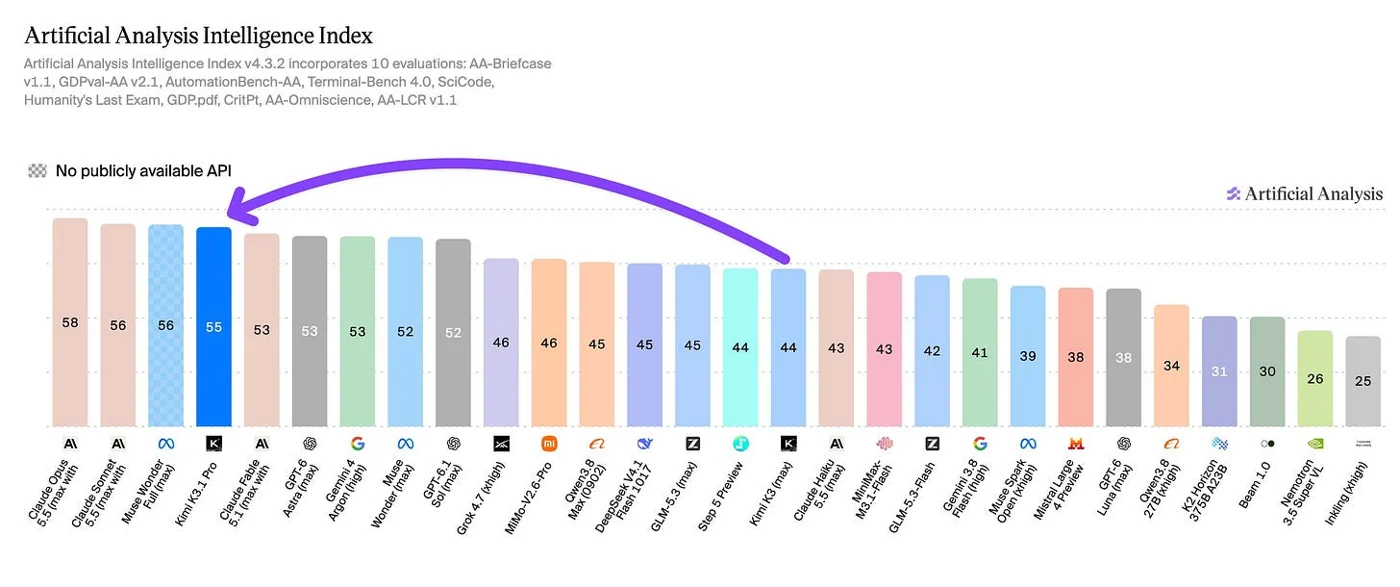 Artificial Analysis Intelligence Index
Artificial Analysis Intelligence Index v4.3.2 incorporates 10 evaluations: AA-Briefcase
v1.1, GDPval-AA v2.1, AutomationBench-AA, Terminal-Bench 4.0, SciCode,
Humanity's Last Exam, GDP.pdf, CritPt, AA-Omniscience, AA-LCR v1.1
No publicly available API
Artificial Analysis
58
56
56
55
53
53
53
52
52
46
46
45
45
45
44
44
43
43
42
41
39
38
38
34
31
30
26
25
Claude Opus
5.5 (max with
Claude Sonnet
5.5 (max with
Muse Wonder
Full (max)
Kimi K3.1 Pro
Claude Fable
5.1 (max with
GPT-6
Astra (max)
Gemini 4
Argon (high)
Muse
Wonder (max)
GPT-6.1
Sol (max)
Grok 4.7 (xhigh)
MiMo-V2.6-Pro
Qwen3.8
Max (0902)
DeepSeek V4.1
Flash 1017
GLM-5.3 (max)
Step 5 Preview
Kimi K3 (max)
Claude Haiku
5.5 (max)
MiniMax-
M3.1-Flash
GLM-5.3-Flash
Gemini 3.8
Flash (high)
Muse Spark
Open (xhigh)
Mistral Large
4 Preview
GPT-6
Luna (max)
Qwen3.8
27B (xhigh)
K2 Horizon
375B A23B
Beam 1.0
Nemotron
3.5 Super VL
Inkling (xhigh)